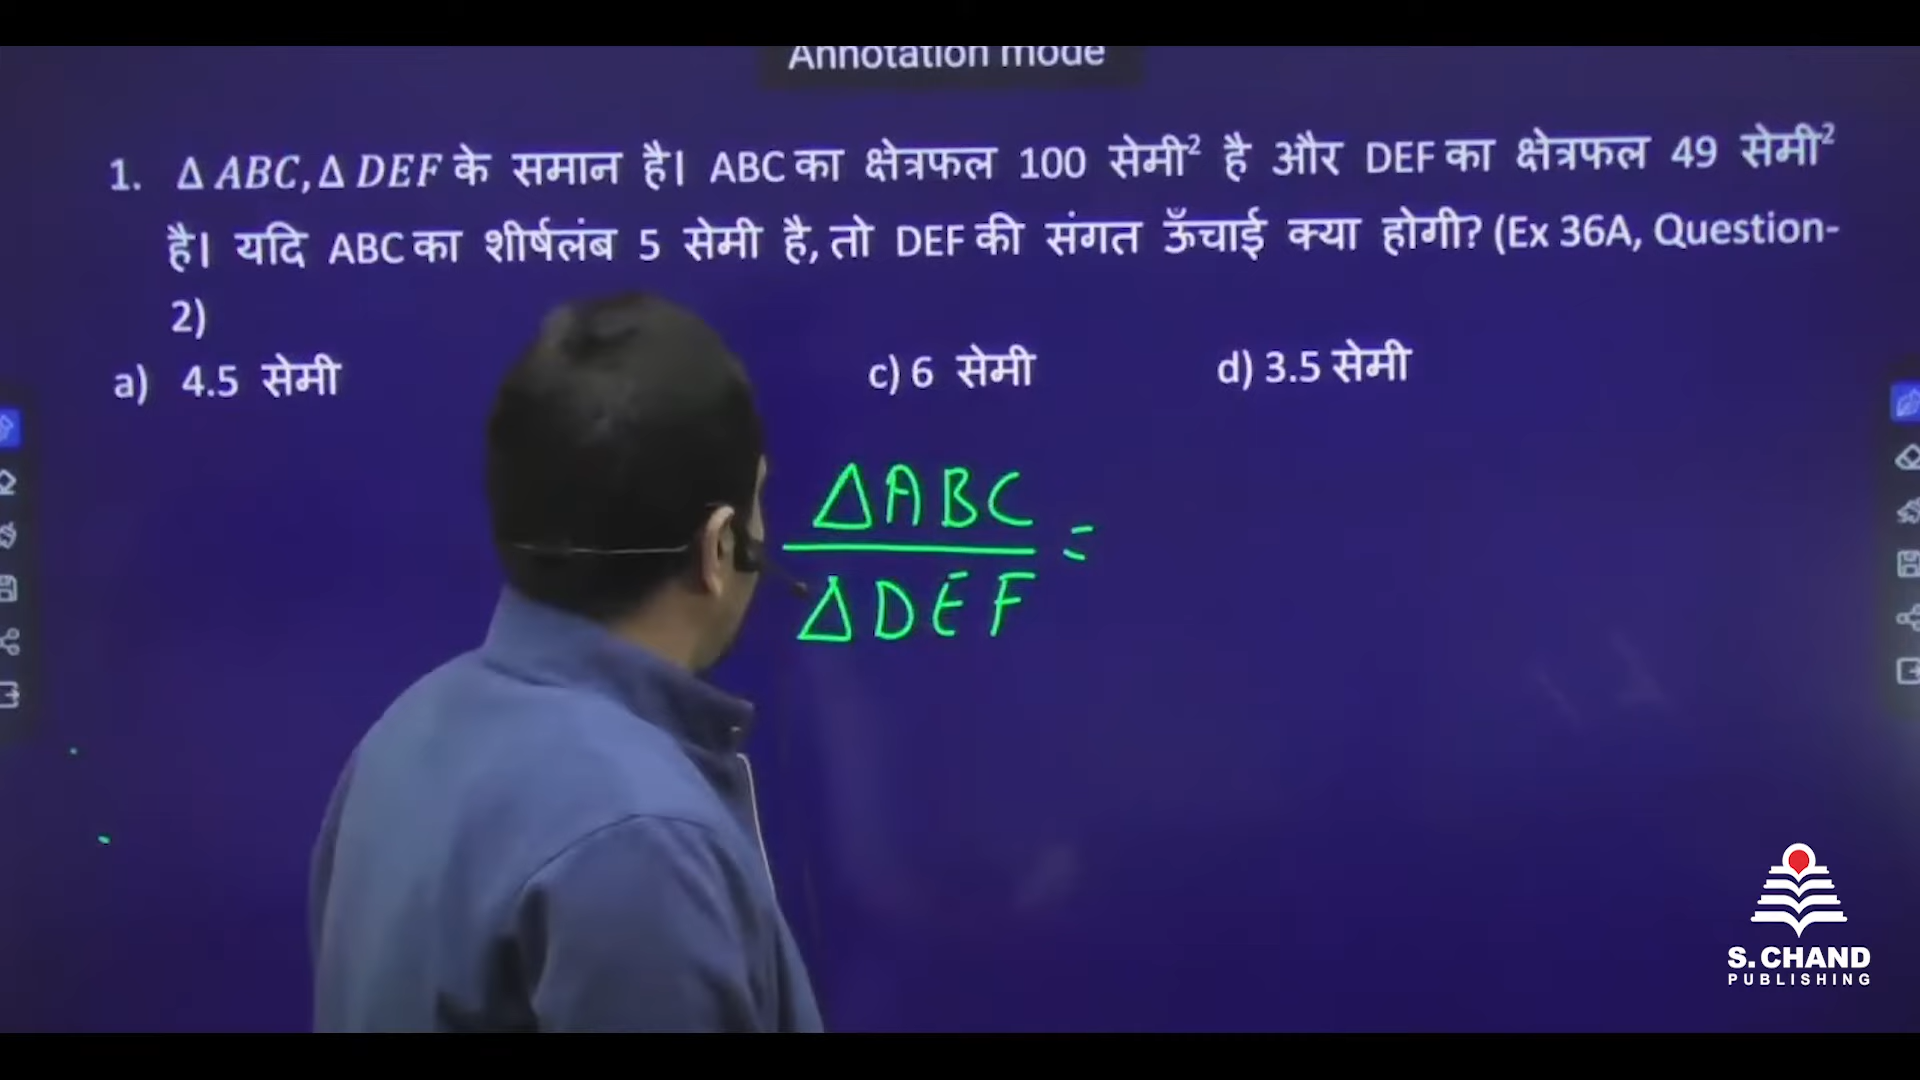 Annotation mode
1. Δ ABC, Δ DEF के समान है। ABC का क्षेत्रफल 100 सेमी² है और DEF का क्षेत्रफल 49 सेमी²
है। यदि ABC का शीर्षलंब 5 सेमी है, तो DEF की संगत ऊँचाई क्या होगी? (Ex 36A, Question-
2)
a) 4.5 सेमी c) 6 सेमी d) 3.5 सेमी
ΔABC =
ΔDEF
S. CHAND
PUBLISHING